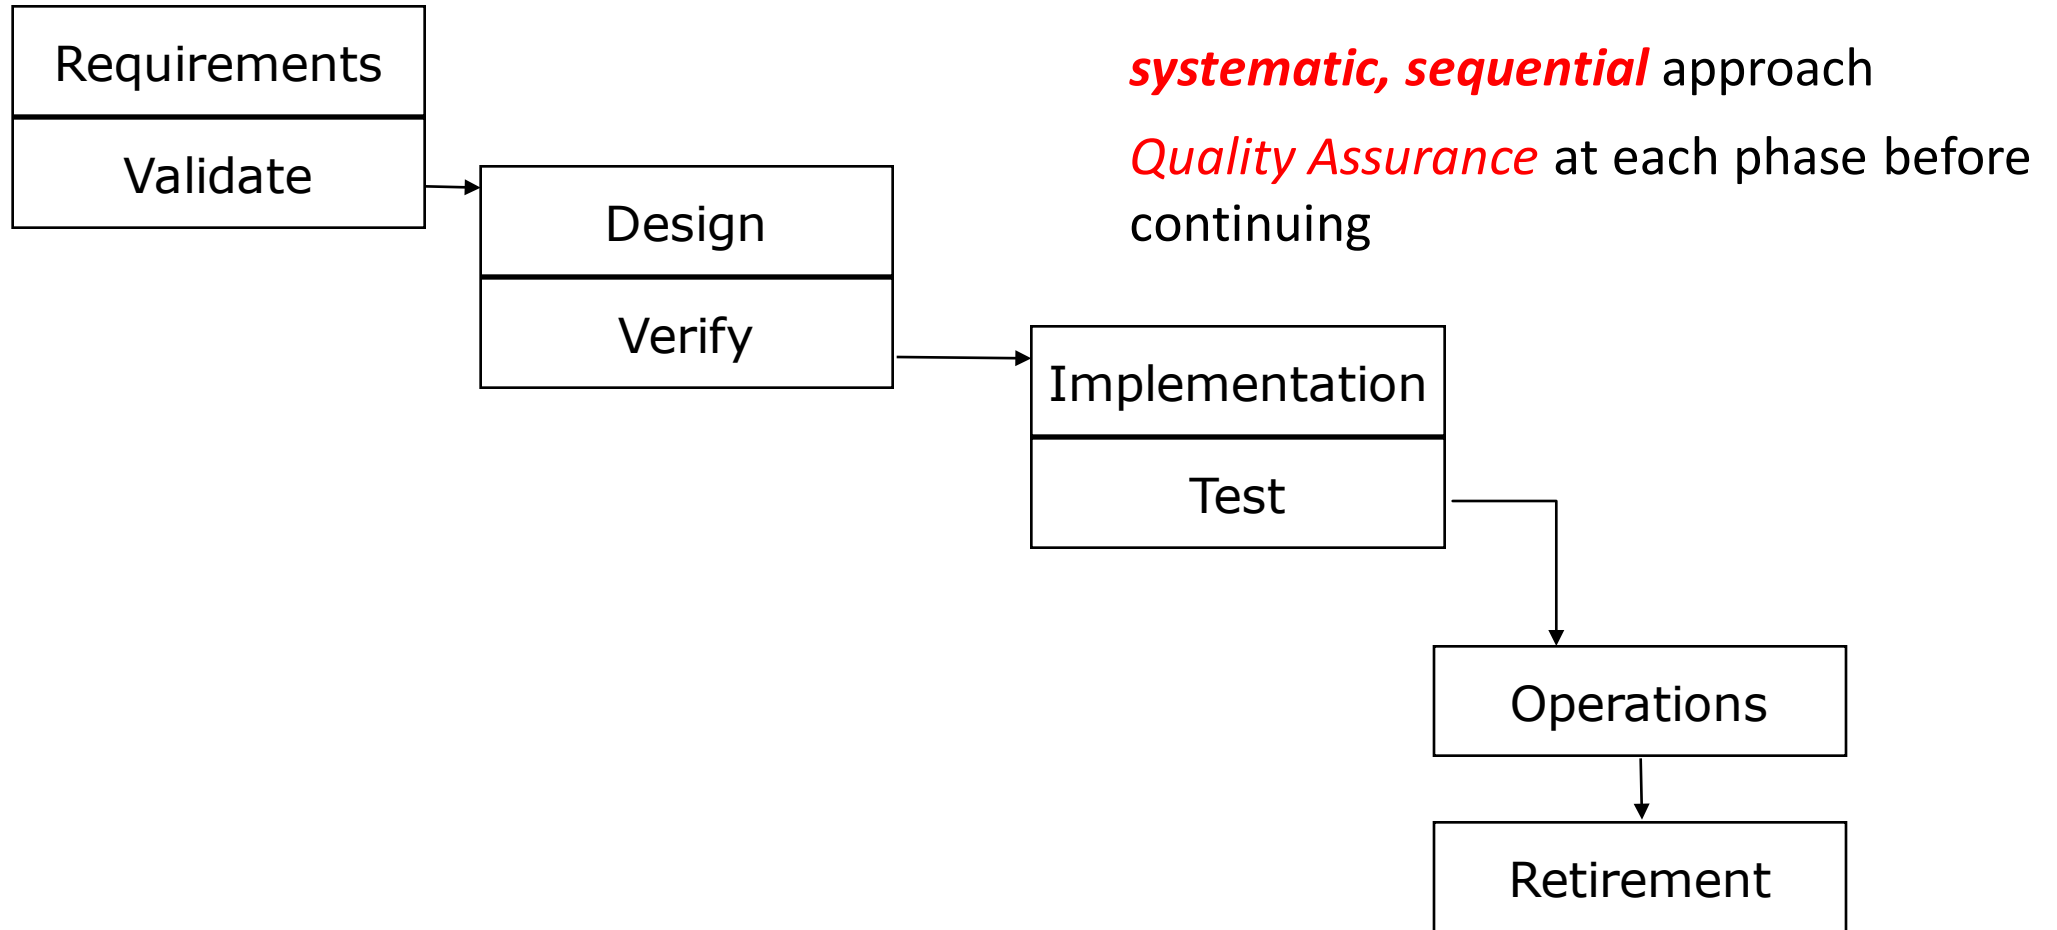 Requirements
Validate
systematic, sequential approach
Quality Assurance at each phase before
continuing
Design
Verify
Implementation
Test
Operations
Retirement